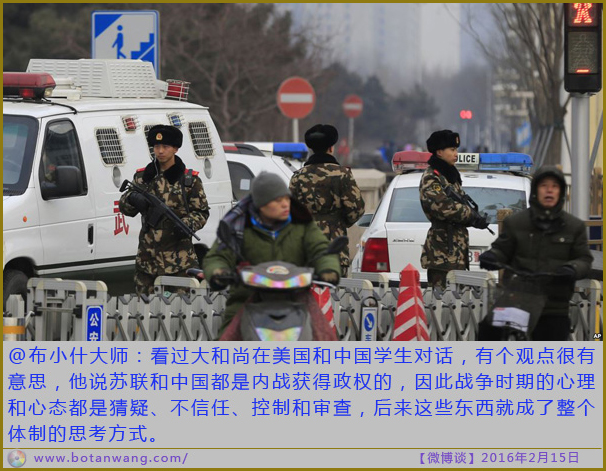 POLICE
武
公安
AP
@布小什大师：看过大和尚在美国和中国学生对话，有个观点很有
意思，他说苏联和中国都是内战获得政权的，因此战争时期的心理
和心态都是猜疑、不信任、控制和审查，后来这些东西就成了整个
体制的思考方式。
www.botanwang.com/
【微博谈】2016年2月15日